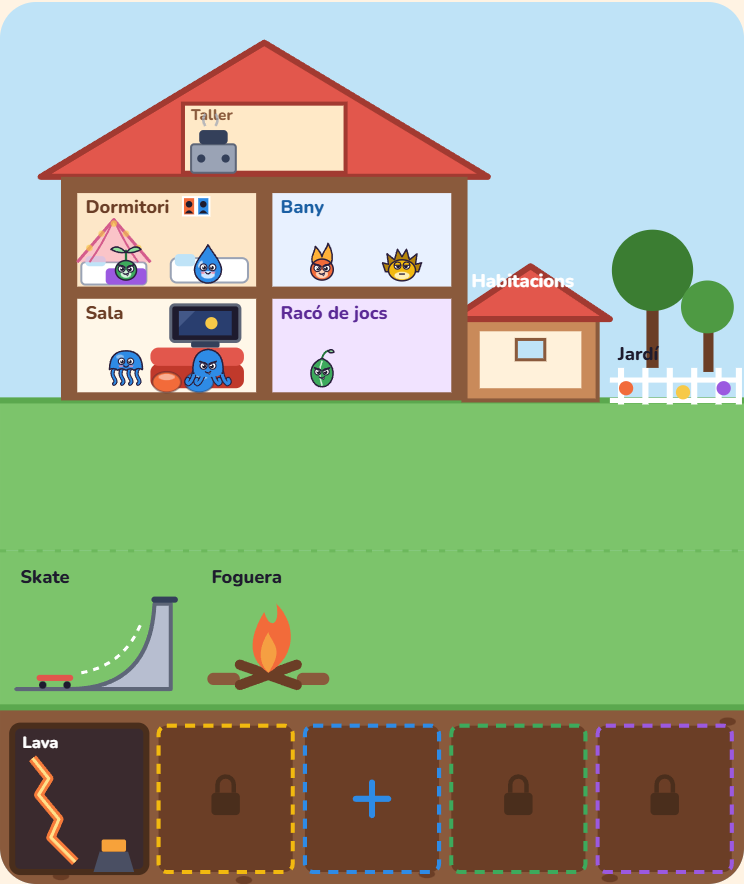 Taller
Dormitori
Bany
Habitacions
Sala
Racó de jocs
Jardí
Skate
Foguera
Lava